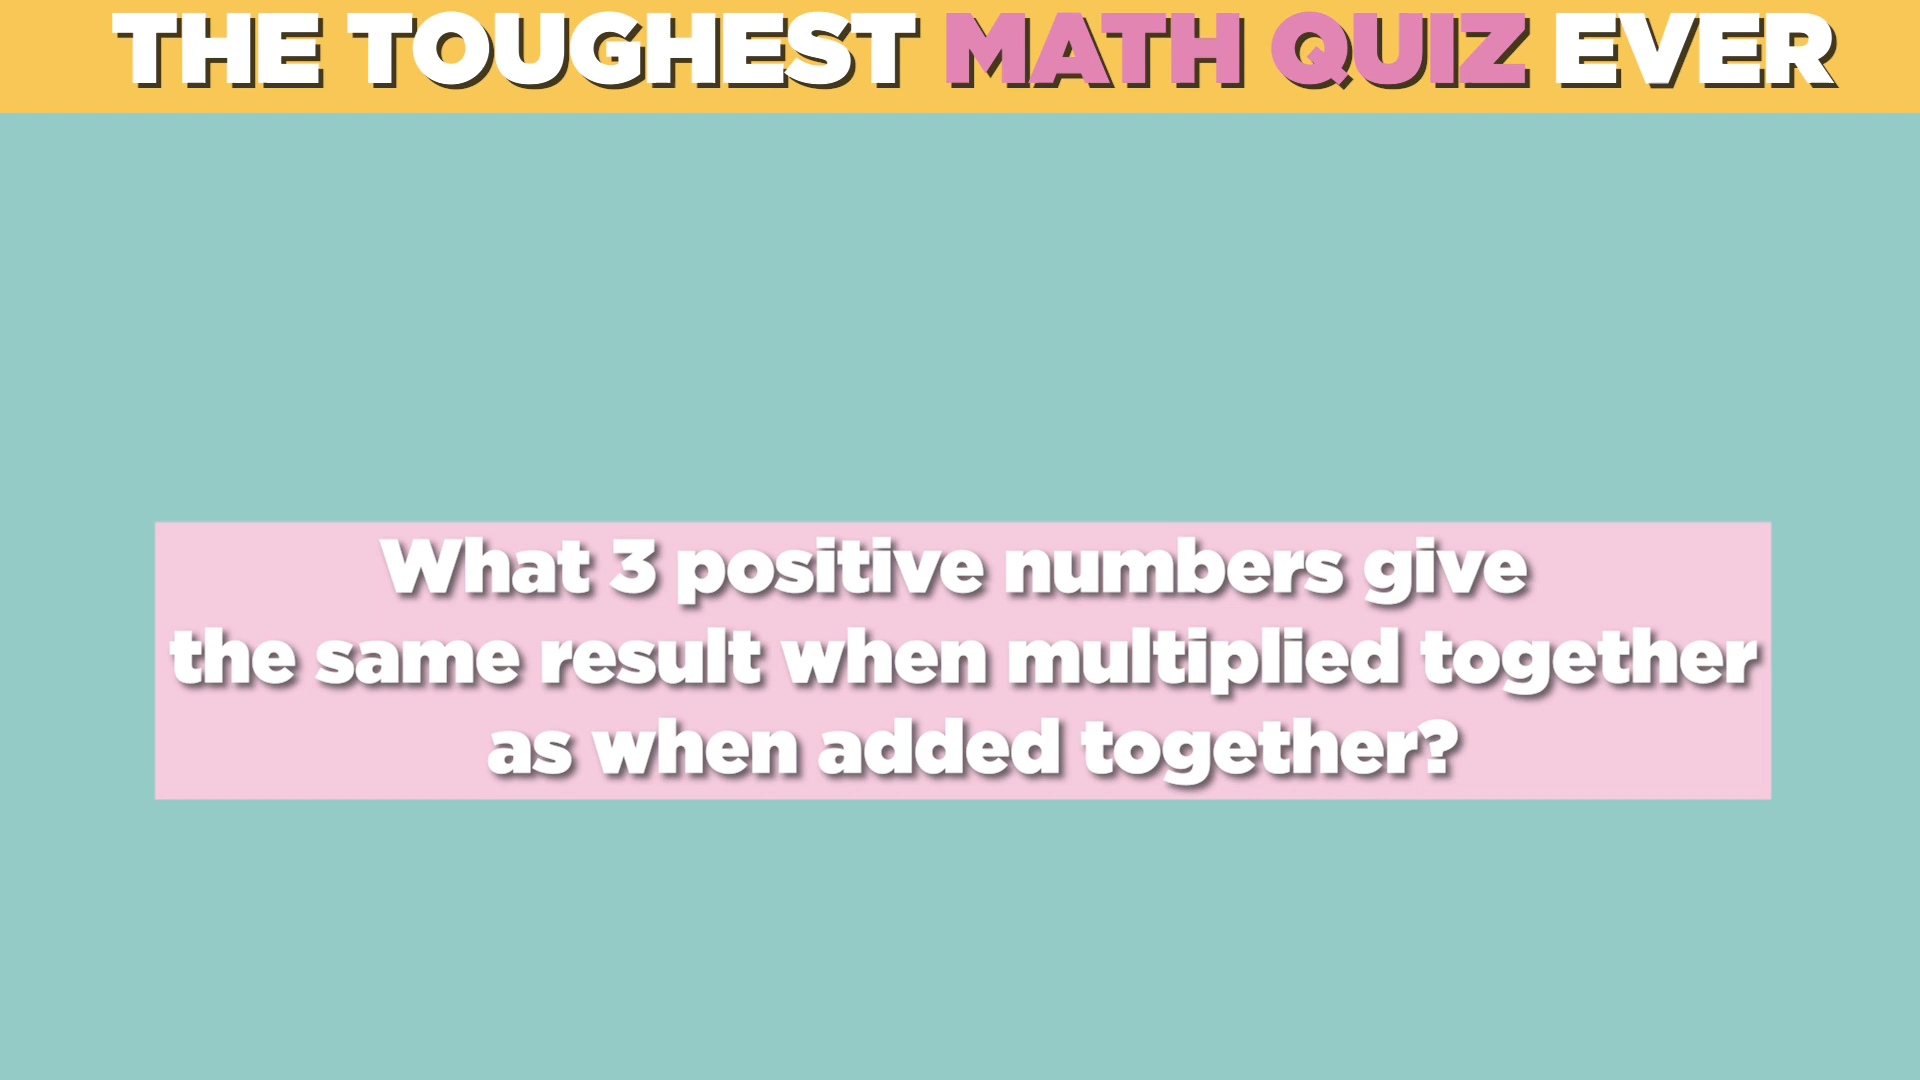 THE TOUGHEST MATH QUIZ EVER
What 3 positive numbers give
the same result when multiplied together
as when added together?